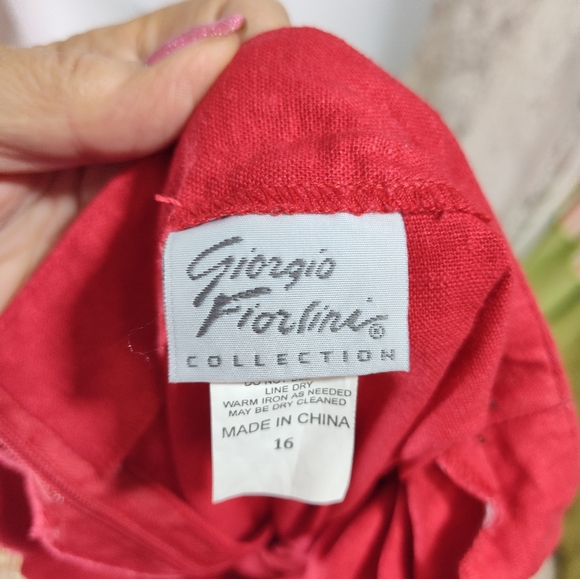 Giorgio
Fiorlini®
COLLECTION
LINE DRY
WARM IRON AS NEEDED
MAY BE DRY CLEANED
MADE IN CHINA
16